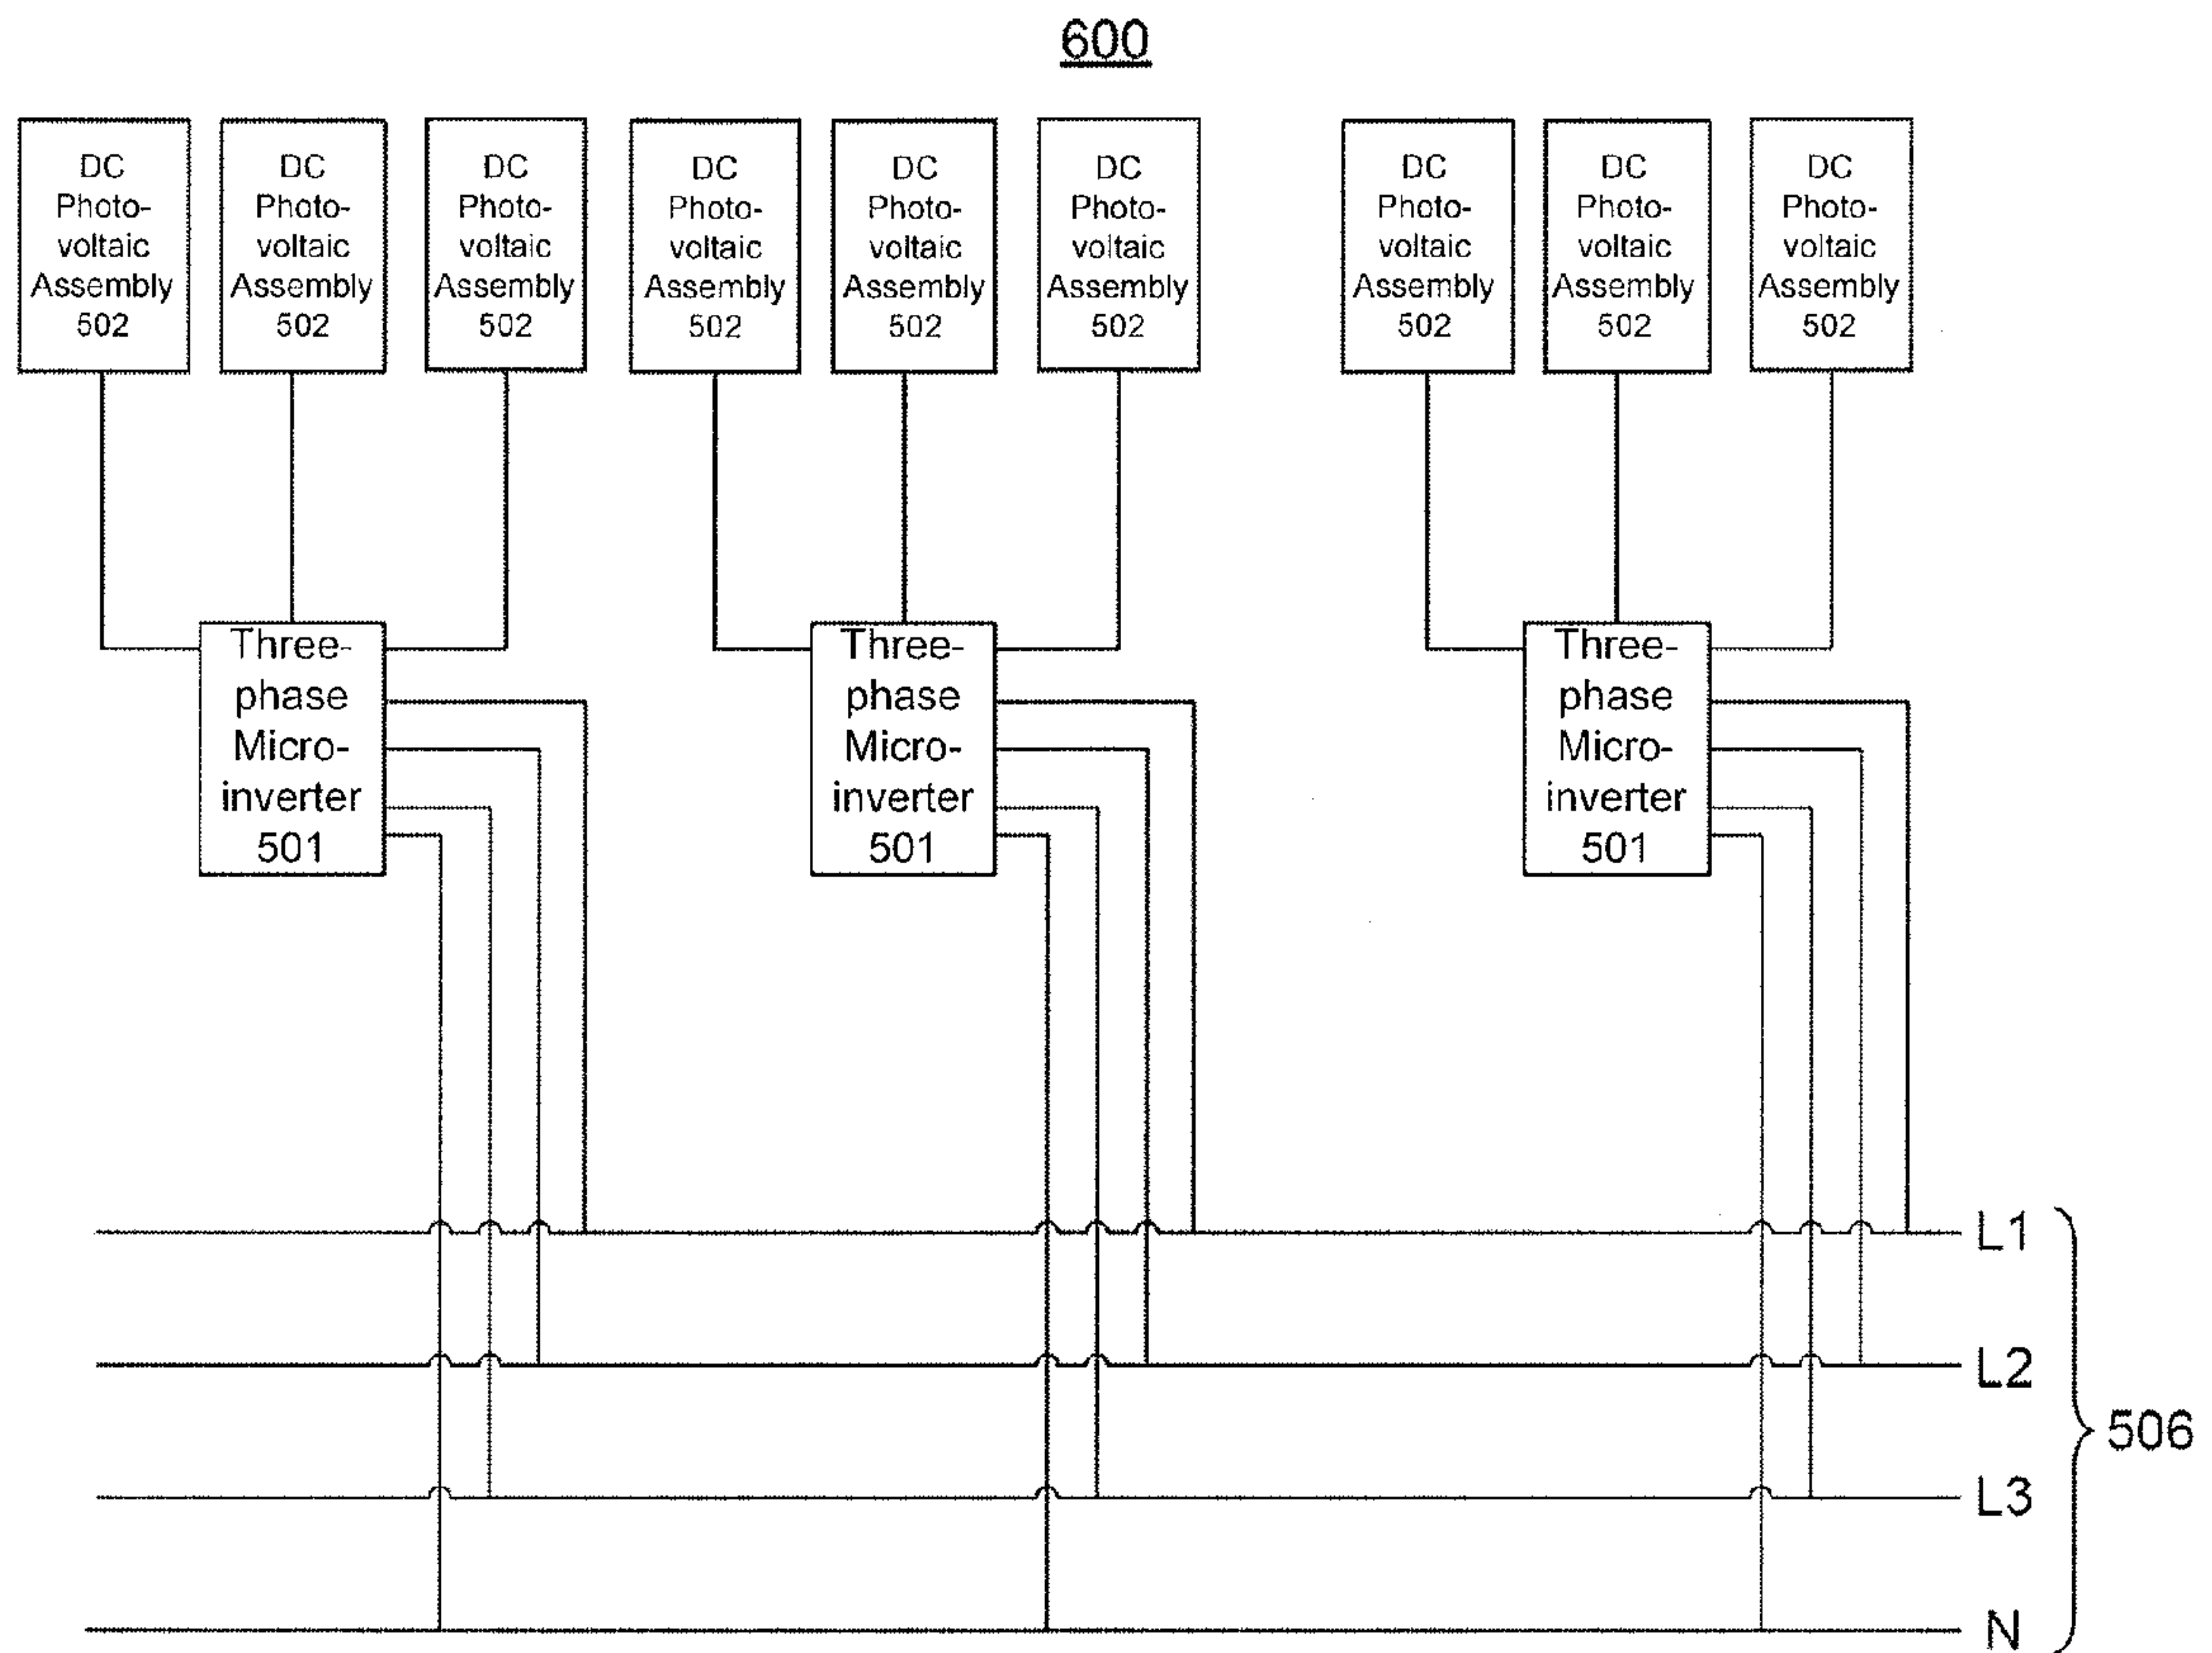 600
DC
Photo-
voltaic
Assembly
502
DC
Photo-
voltaic
Assembly
502
DC
Photo-
voltaic
Assembly
502
DC
Photo-
voltaic
Assembly
502
DC
Photo-
voltaic
Assembly
502
DC
Photo-
voltaic
Assembly
502
DC
Photo-
voltaic
Assembly
502
DC
Photo-
voltaic
Assembly
502
DC
Photo-
voltaic
Assembly
502
Three-
phase
Micro-
inverter
501
Three-
phase
Micro-
inverter
501
Three-
phase
Micro-
inverter
501
L1
L2
L3
N
506